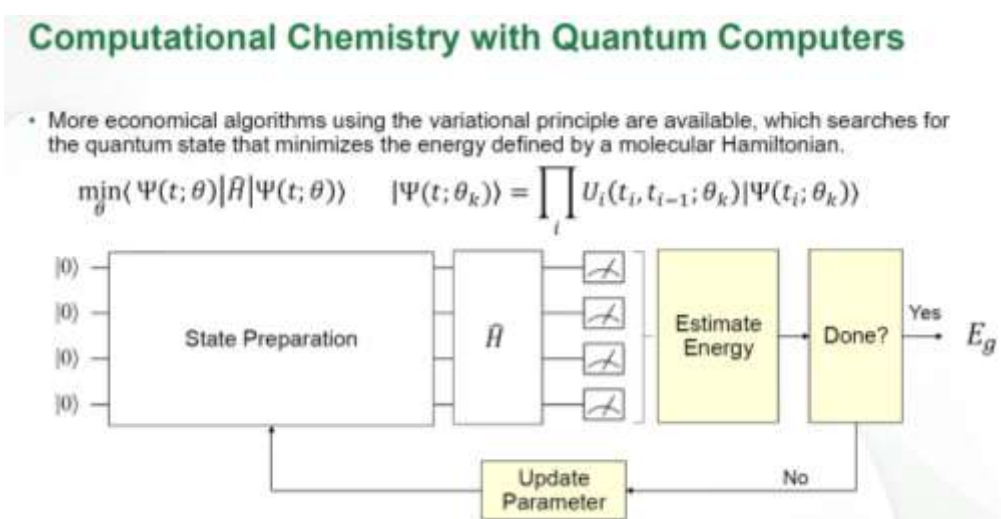 Computational Chemistry with Quantum Computers
• More economical algorithms using the variational principle are available, which searches for
the quantum state that minimizes the energy defined by a molecular Hamiltonian.
min⟨Ψ(t;θ)|Ĥ|Ψ(t;θ)⟩ |Ψ(t;θₖ)⟩ = ∏ Uᵢ(tᵢ,tᵢ₋₁;θₖ)|Ψ(tᵢ;θₖ)⟩
θ i
|0⟩
|0⟩
|0⟩
|0⟩
State Preparation
Ĥ
Estimate
Energy
Done?
Yes
E_g
No
Update
Parameter